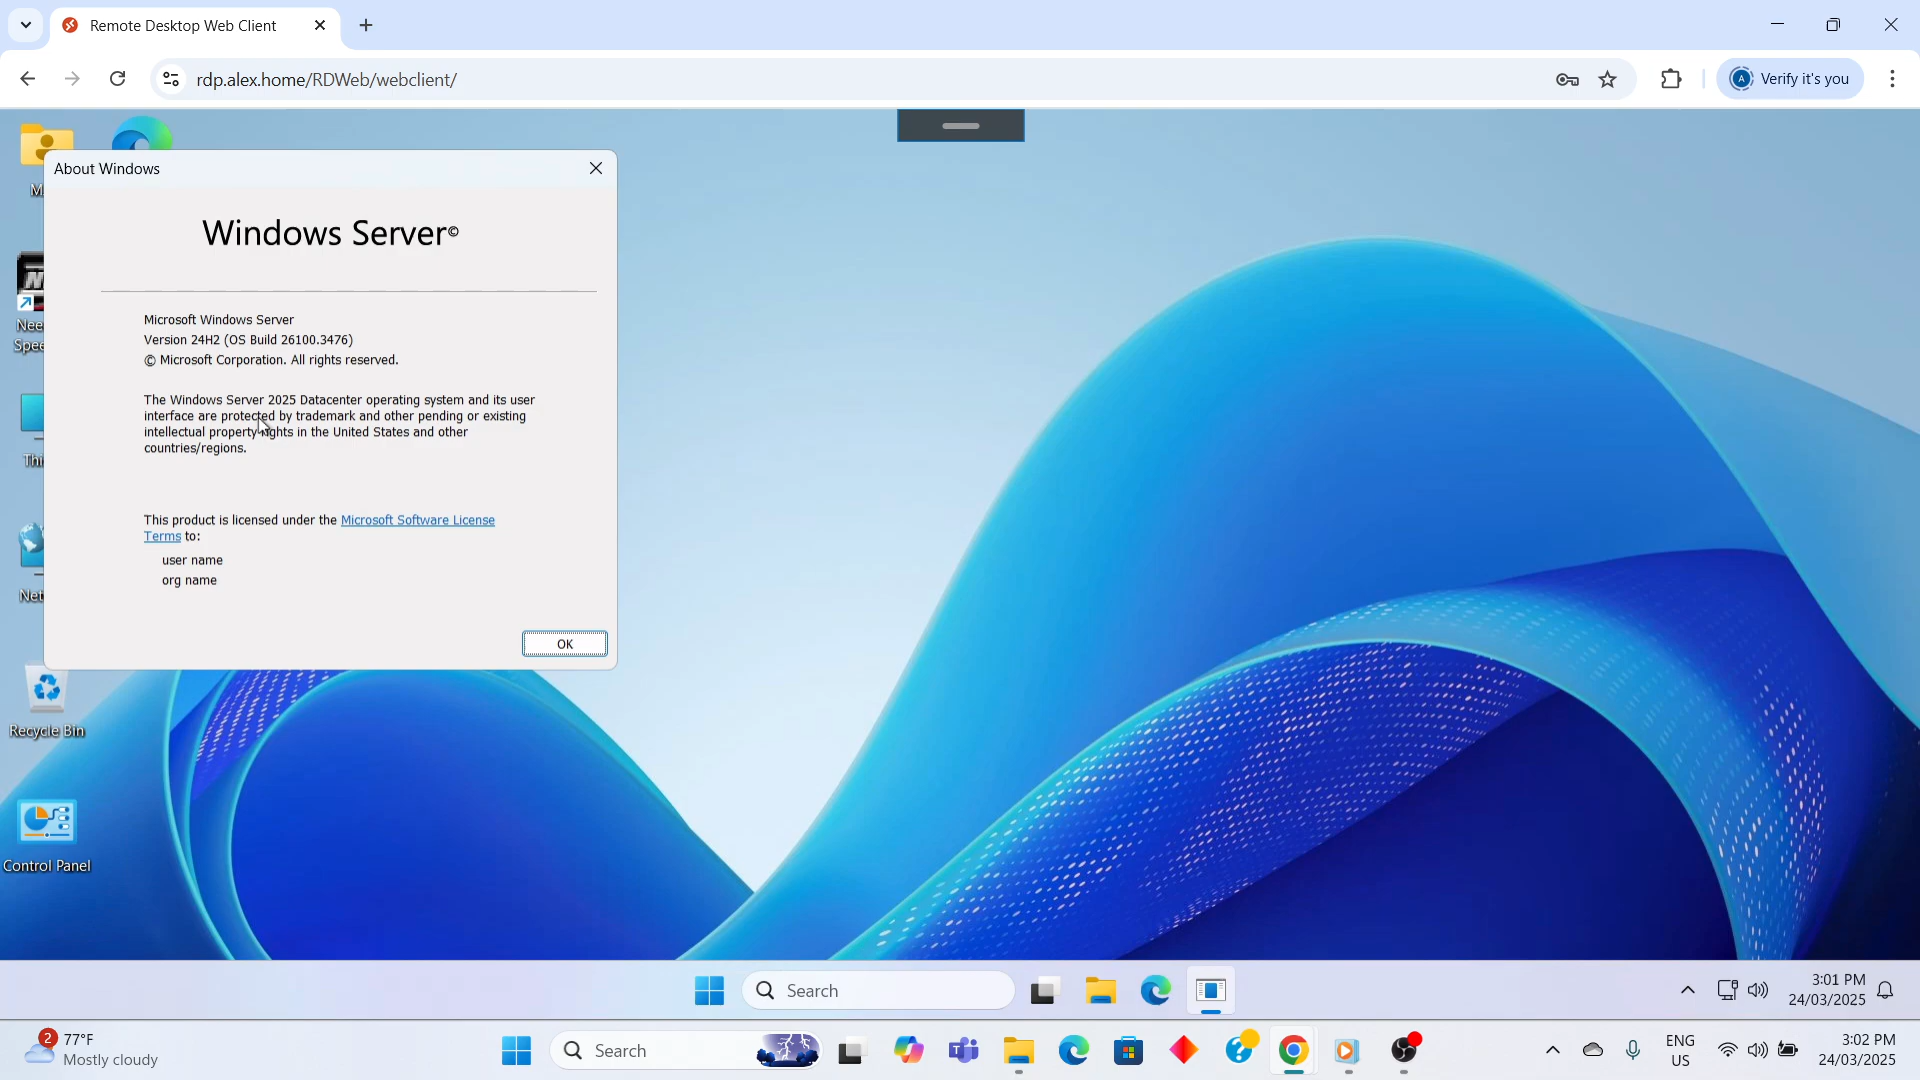 Remote Desktop Web Client
rdp.alex.home/RDWeb/webclient/
Verify it's you
About Windows
Windows Server©
Microsoft Windows Server
Version 24H2 (OS Build 26100.3476)
© Microsoft Corporation. All rights reserved.
The Windows Server 2025 Datacenter operating system and its user
interface are protected by trademark and other pending or existing
intellectual property rights in the United States and other
countries/regions.
This product is licensed under the Microsoft Software License
Terms to:
user name
org name
OK
Recycle Bin
Control Panel
Search
3:01 PM
24/03/2025
2
77°F
Mostly cloudy
Search
ENG
US
3:02 PM
24/03/2025